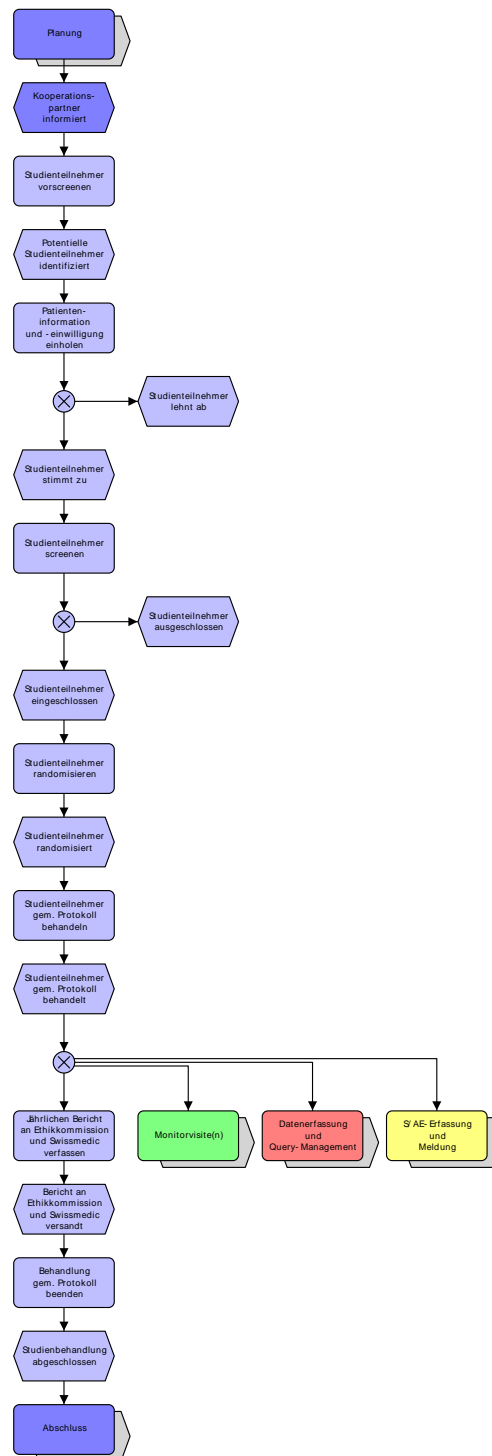 Planung
Kooperations-
partner
informiert
Studienteilnehmer
vorscreenen
Potentielle
Studienteilnehmer
identifiziert
Patienten-
information
und - einwilligung
einholen
Studienteilnehmer
lehnt ab
Studienteilnehmer
stimmt zu
Studienteilnehmer
screenen
Studienteilnehmer
ausgeschlossen
Studienteilnehmer
eingeschlossen
Studienteilnehmer
randomisieren
Studienteilnehmer
randomisiert
Studienteilnehmer
gem. Protokoll
behandeln
Studienteilnehmer
gem. Protokoll
behandelt
Jährlichen Bericht
an Ethikkommission
und Swissmedic
verfassen
Monitorvisite(n)
Datenerfassung
und
Query- Management
S/ AE- Erfassung
und
Meldung
Bericht an
Ethikkommission
und Swissmedic
versandt
Behandlung
gem. Protokoll
beenden
Studienbehandlung
abgeschlossen
Abschluss